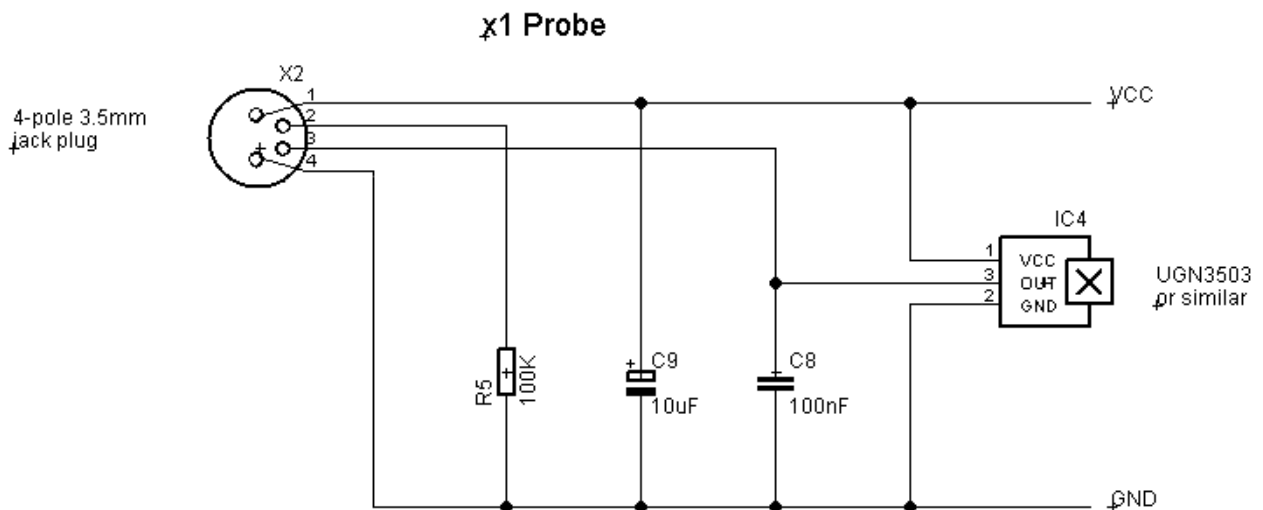 x1 Probe
X2
4-pole 3.5mm
jack plug
1
2
3
4
VCC
IC4
1
VCC
3
OUT
2
GND
UGN3503
or similar
R5
100K
C9
10uF
C8
100nF
GND